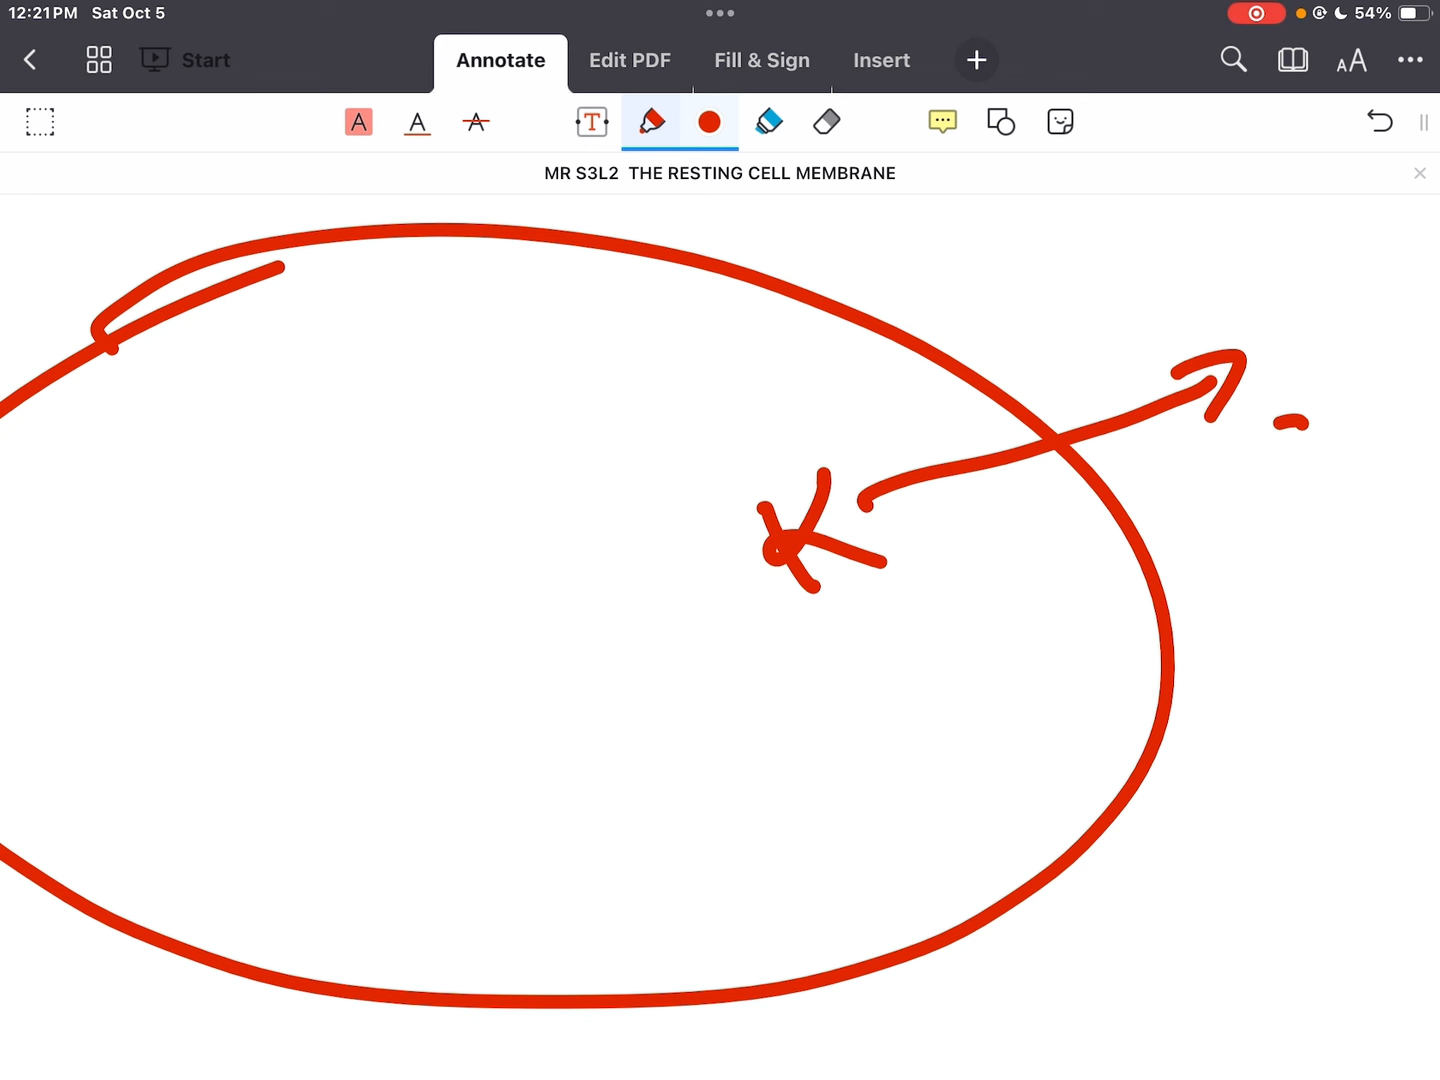 12:21 PM Sat Oct 5
54%
Start
Annotate
Edit PDF
Fill & Sign
Insert
AA
A A A T
MR S3L2 THE RESTING CELL MEMBRANE
K
-